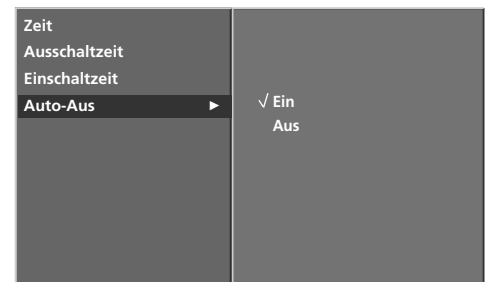 Zeit
Ausschaltzeit
Einschaltzeit
Auto-Aus ►
√ Ein
Aus